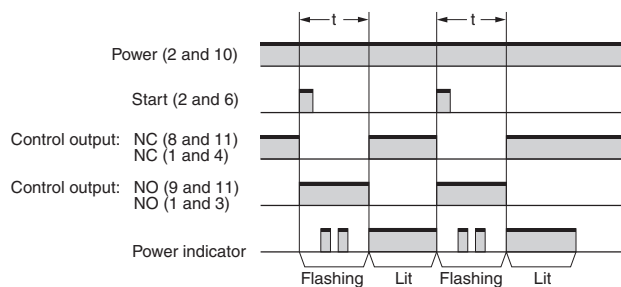 t t
Power (2 and 10)
Start (2 and 6)
Control output: NC (8 and 11)
NC (1 and 4)
Control output: NO (9 and 11)
NO (1 and 3)
Power indicator
Flashing Lit Flashing Lit